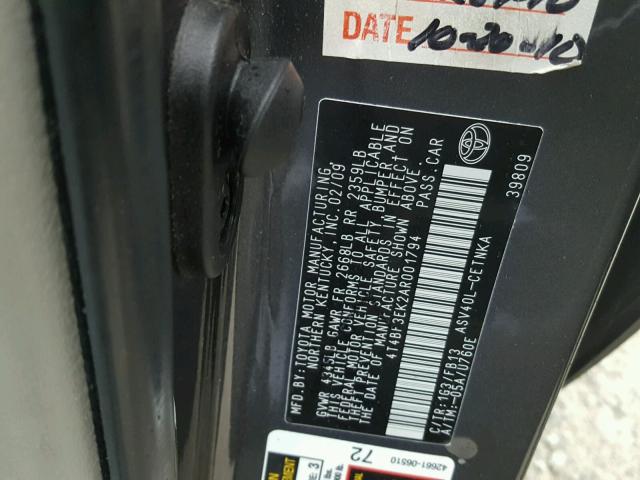 DATE 10-20-10
MFD.BY:TOYOTA MOTOR MANUFACTURING
NORTHERN KENTUCKY, INC. 02/09
GVWR 4345LB GAWR FR 2668LB RR 2359LB
THIS VEHICLE CONFORMS TO ALL APPLICABLE
FEDERAL MOTOR VEHICLE SAFETY, BUMPER AND
THEFT PREVENTION STANDARDS IN EFFECT ON
THE DATE OF MANUFACTURE SHOWN ABOVE.
4T4BF3EK2AR001794 PASS.CAR
C/TR:1G3/FB13 ASV40L-CETNKA
A/TM:-05A/U760E
39809
TOYOTA
42661-06510
72